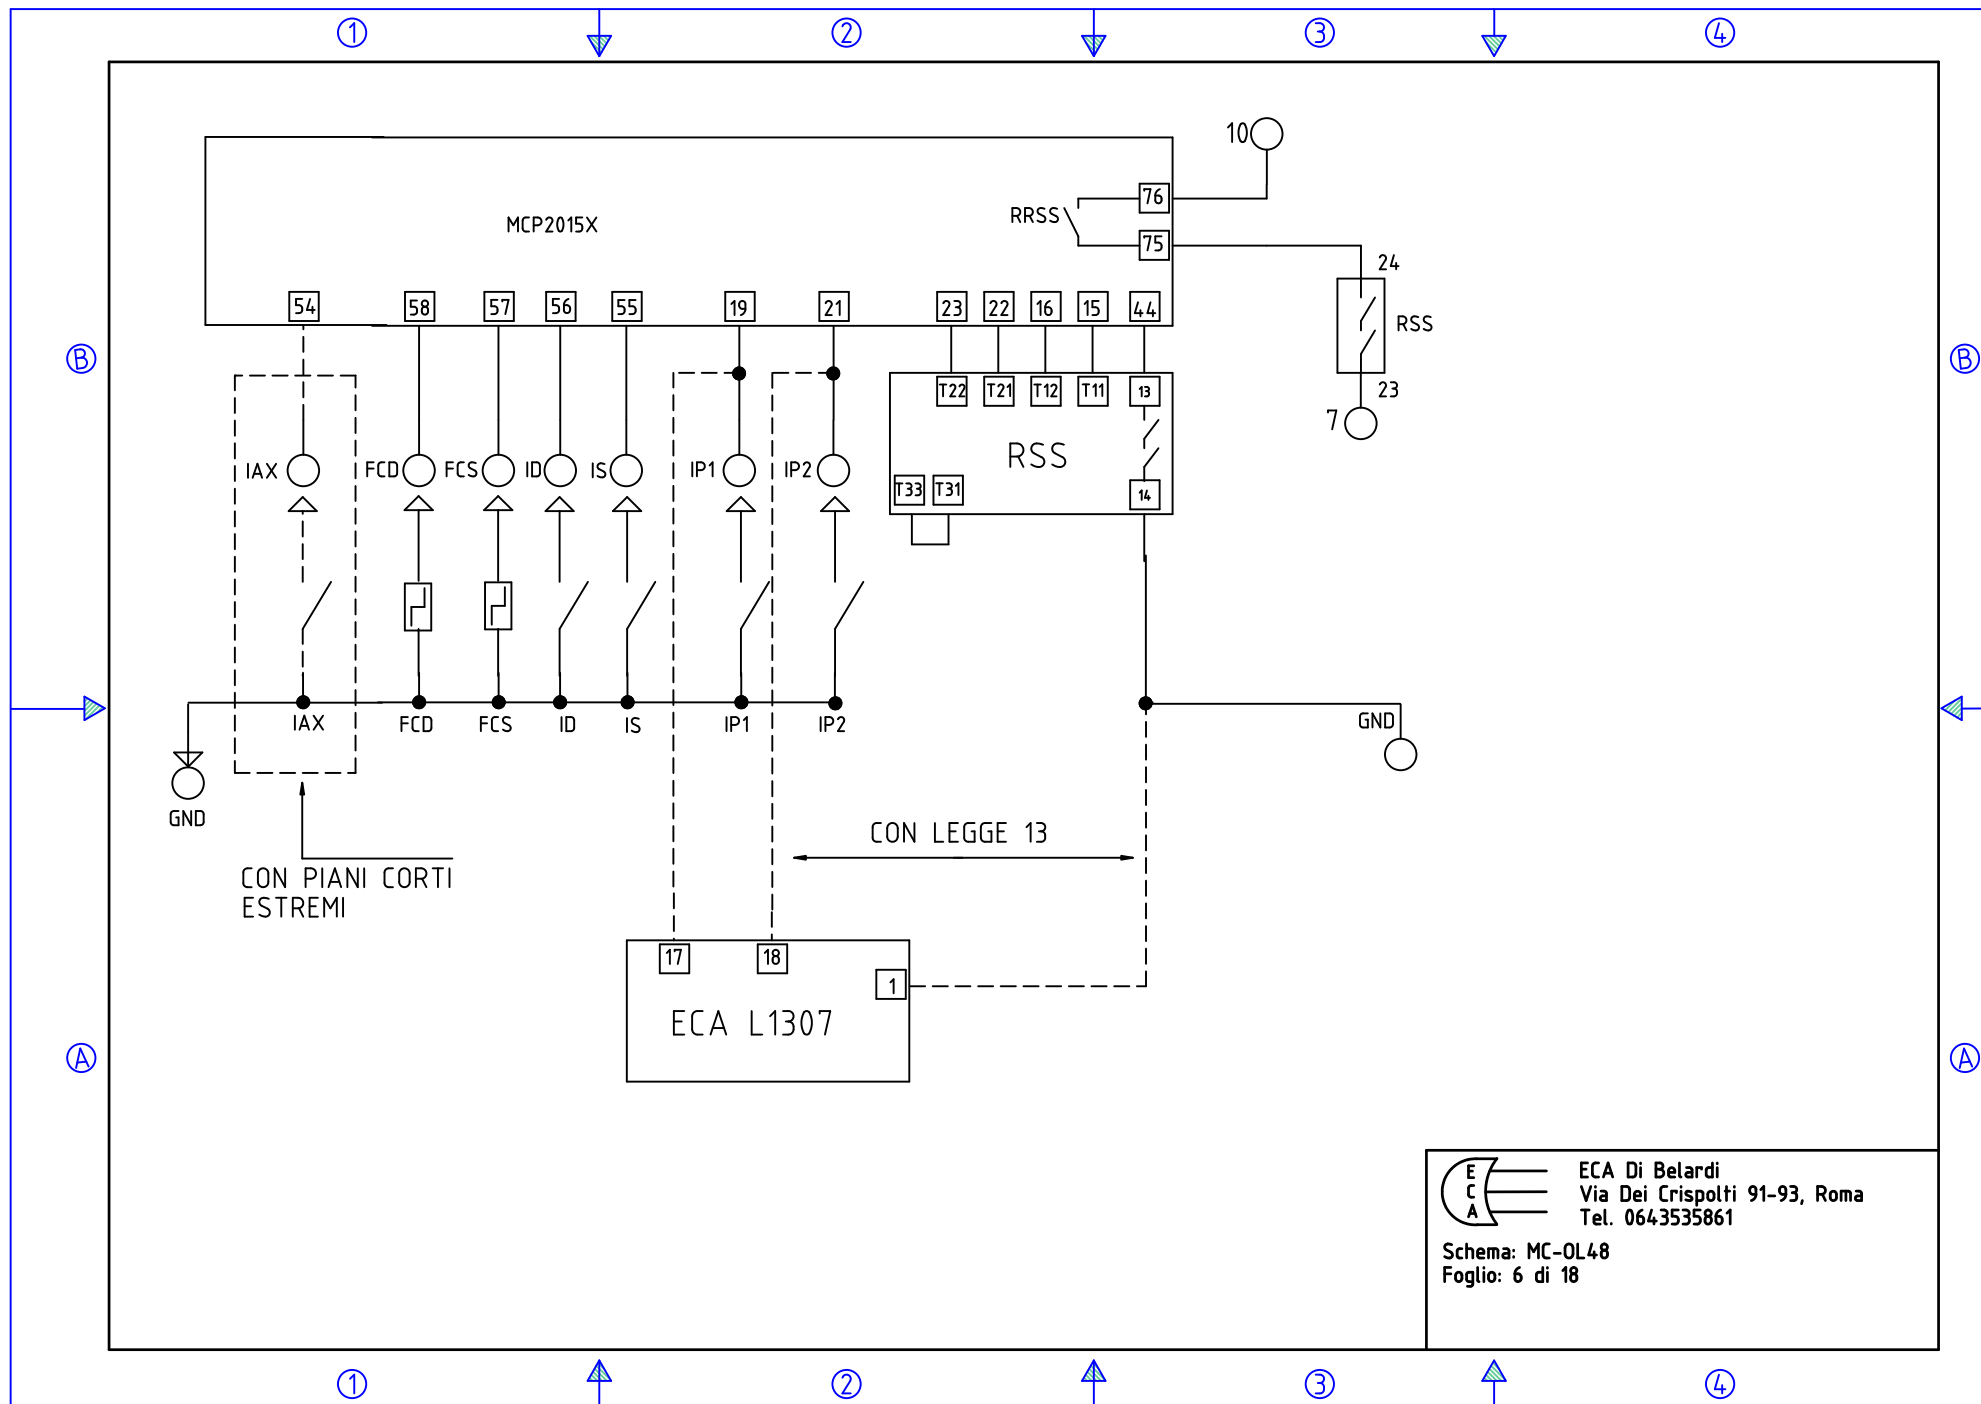 1 2 3 4
10
76
RRSS
MCP2015X
75
24
54 58 57 56 55 19 21 23 22 16 15 44
RSS
B B
T22 T21 T12 T11 13
23
7
RSS
IAX FCD FCS ID IS IP1 IP2
T33 T31 14
IAX FCD FCS ID IS IP1 IP2
GND
GND
CON LEGGE 13
CON PIANI CORTI
ESTREMI
17 18
1
ECA L1307
A A
E
C
A
ECA Di Belardi
Via Dei Crispolti 91-93, Roma
Tel. 0643535861
Schema: MC-OL48
Foglio: 6 di 18
1 2 3 4